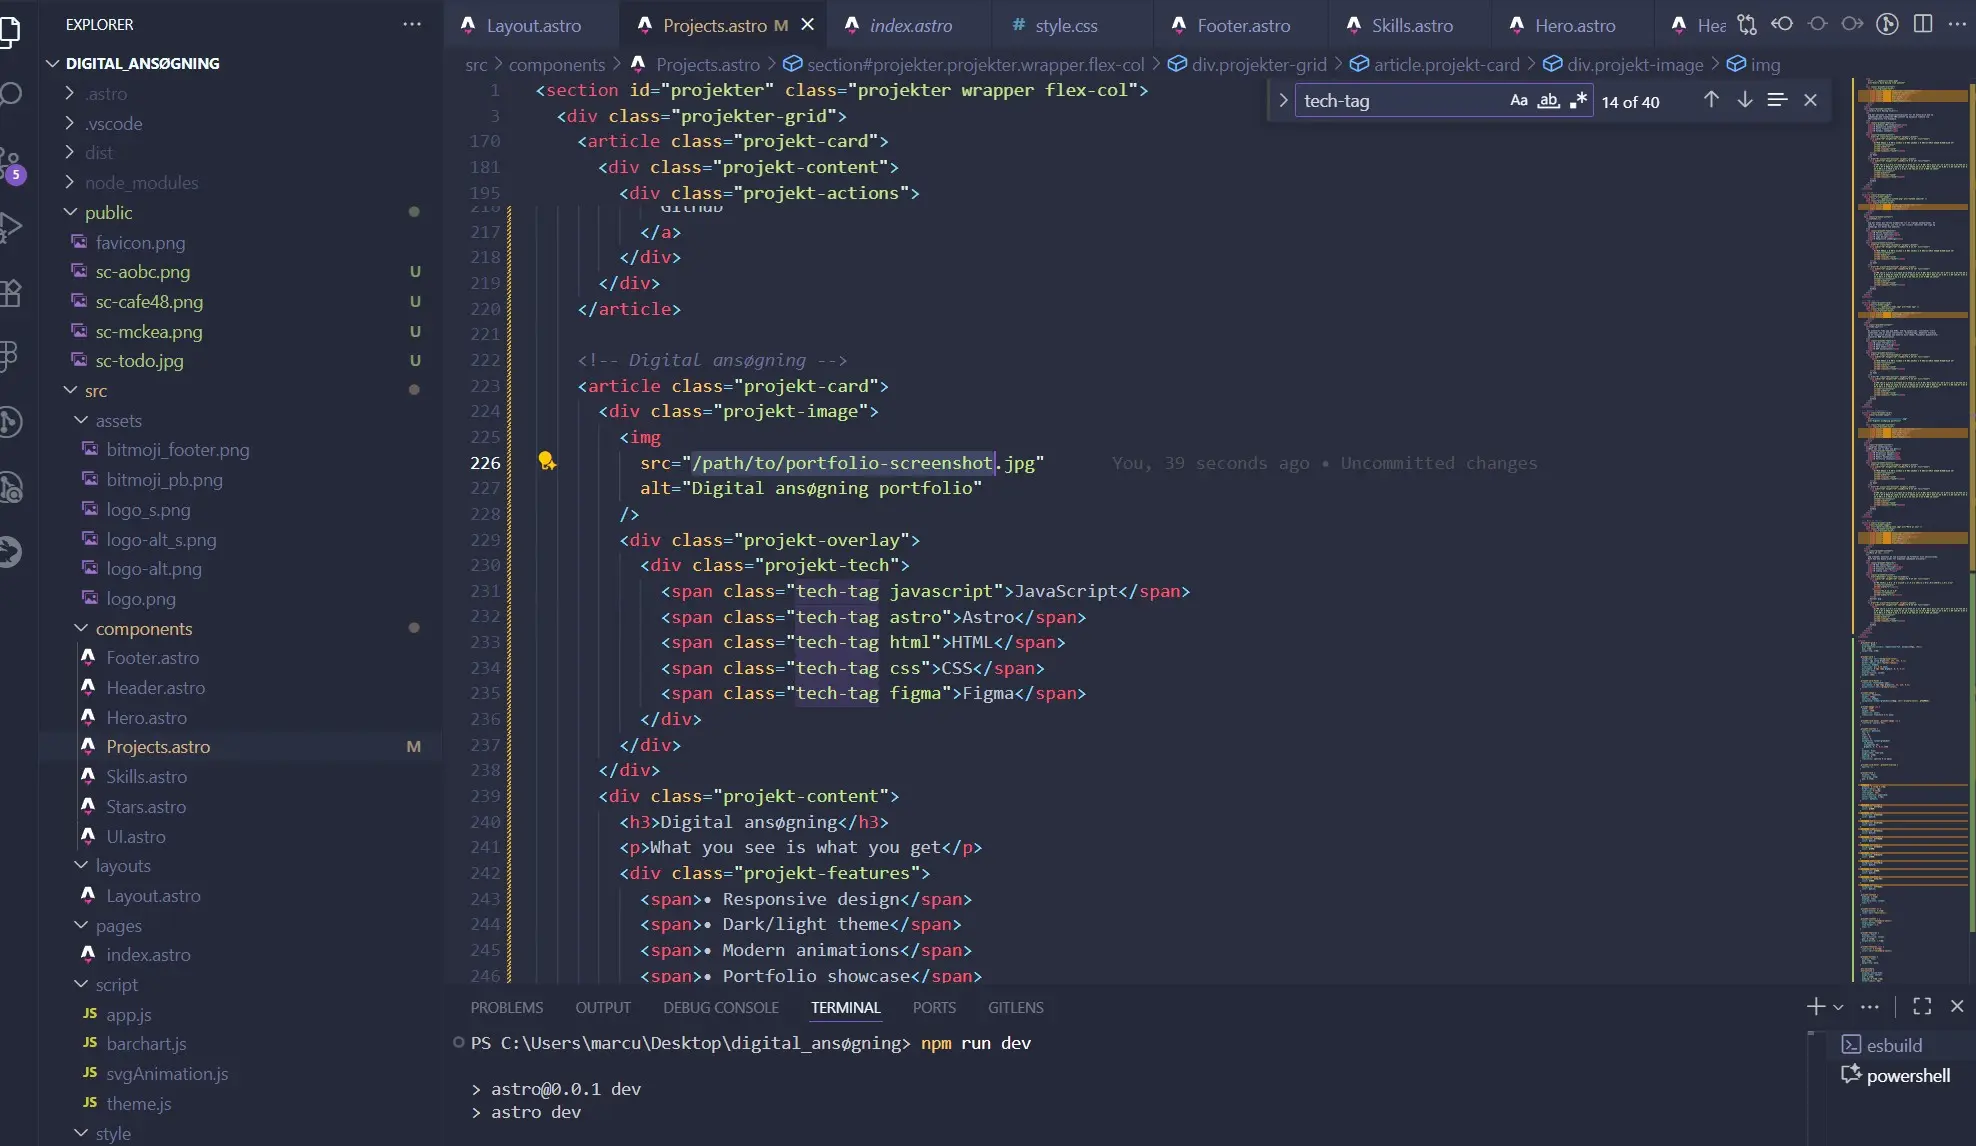 EXPLORER
DIGITAL_ANSØGNING
.astro
.vscode
dist
node_modules
public
favicon.png
sc-aobc.png U
sc-cafe48.png U
sc-mckea.png U
sc-todo.jpg U
src
assets
bitmoji_footer.png
bitmoji_pb.png
logo_s.png
logo-alt_s.png
logo-alt.png
logo.png
components
Footer.astro
Header.astro
Hero.astro
Projects.astro M
Skills.astro
Stars.astro
UI.astro
layouts
Layout.astro
pages
index.astro
script
JS app.js
JS barchart.js
JS svgAnimation.js
JS theme.js
style
5
Layout.astro Projects.astro M index.astro # style.css Footer.astro Skills.astro Hero.astro Hea
src > components > Projects.astro > section#projekter.projekter.wrapper.flex-col > div.projekter-grid > article.projekt-card > div.projekt-image > img
tech-tag Aa ab .* 14 of 40
1 <section id="projekter" class="projekter wrapper flex-col">
3 <div class="projekter-grid">
170 <article class="projekt-card">
181 <div class="projekt-content">
195 <div class="projekt-actions">
216 GitHub
217 </a>
218 </div>
219 </div>
220 </article>
221
222 <!-- Digital ansøgning -->
223 <article class="projekt-card">
224 <div class="projekt-image">
225 <img
226 src="/path/to/portfolio-screenshot.jpg" You, 39 seconds ago • Uncommitted changes
227 alt="Digital ansøgning portfolio"
228 />
229 <div class="projekt-overlay">
230 <div class="projekt-tech">
231 <span class="tech-tag javascript">JavaScript</span>
232 <span class="tech-tag astro">Astro</span>
233 <span class="tech-tag html">HTML</span>
234 <span class="tech-tag css">CSS</span>
235 <span class="tech-tag figma">Figma</span>
236 </div>
237 </div>
238 </div>
239 <div class="projekt-content">
240 <h3>Digital ansøgning</h3>
241 <p>What you see is what you get</p>
242 <div class="projekt-features">
243 <span>• Responsive design</span>
244 <span>• Dark/light theme</span>
245 <span>• Modern animations</span>
246 <span>• Portfolio showcase</span>
PROBLEMS OUTPUT DEBUG CONSOLE TERMINAL PORTS GITLENS
PS C:\Users\marcu\Desktop\digital_ansøgning> npm run dev
> astro@0.0.1 dev
> astro dev
esbuild
powershell